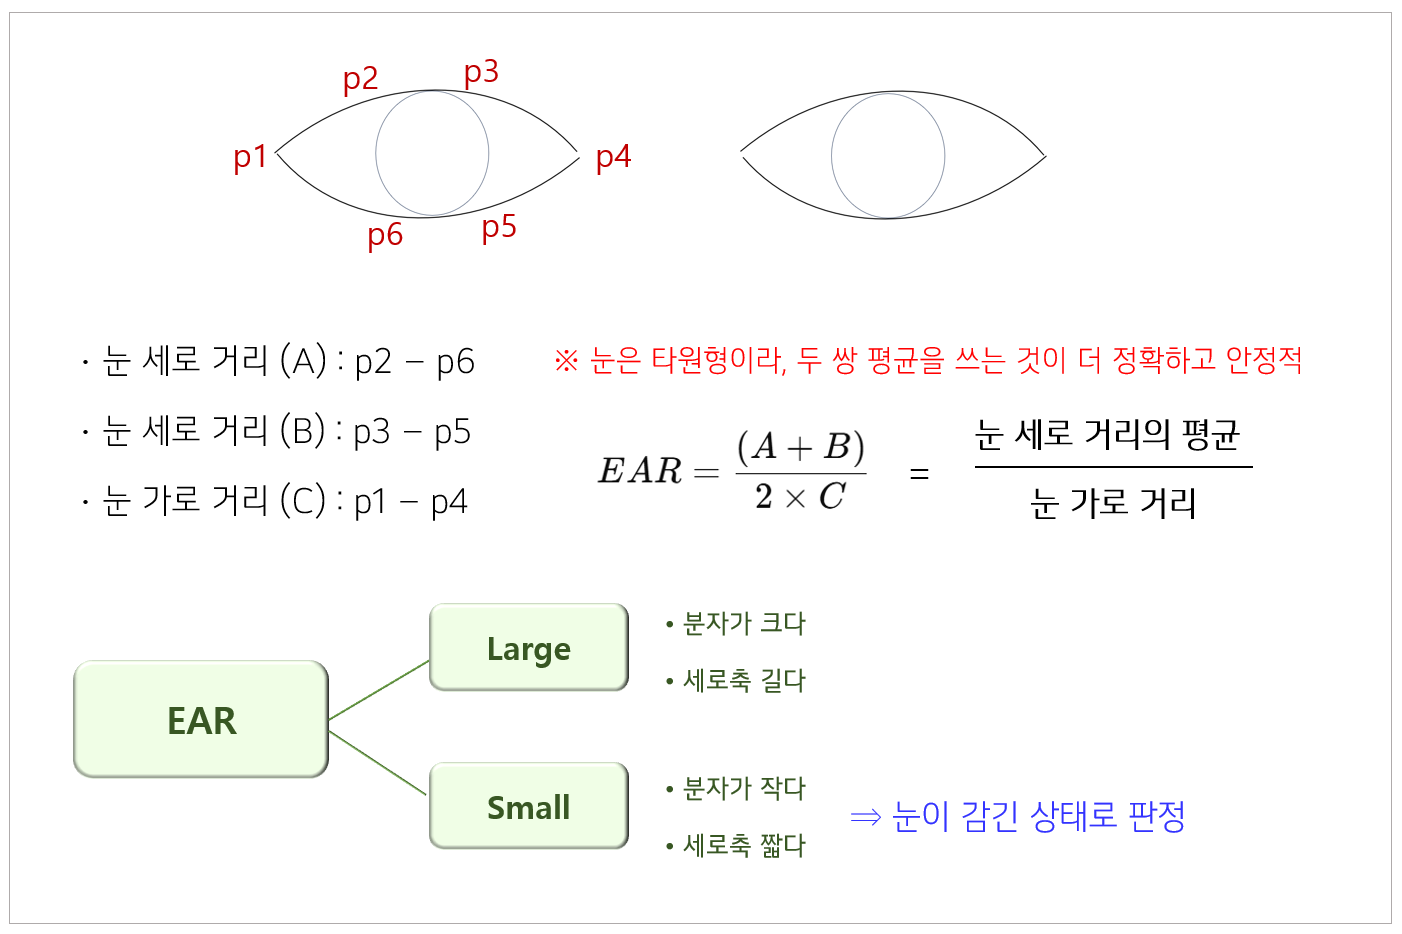 p2
p3
p1
p4
p6
p5
· 눈 세로 거리 (A) : p2 – p6
※ 눈은 타원형이라, 두 쌍 평균을 쓰는 것이 더 정확하고 안정적
· 눈 세로 거리 (B) : p3 – p5
· 눈 가로 거리 (C) : p1 – p4
EAR = (A + B) / 2 × C = 눈 세로 거리의 평균 / 눈 가로 거리
EAR
Large
• 분자가 크다
• 세로축 길다
Small
• 분자가 작다
• 세로축 짧다
⇒ 눈이 감긴 상태로 판정